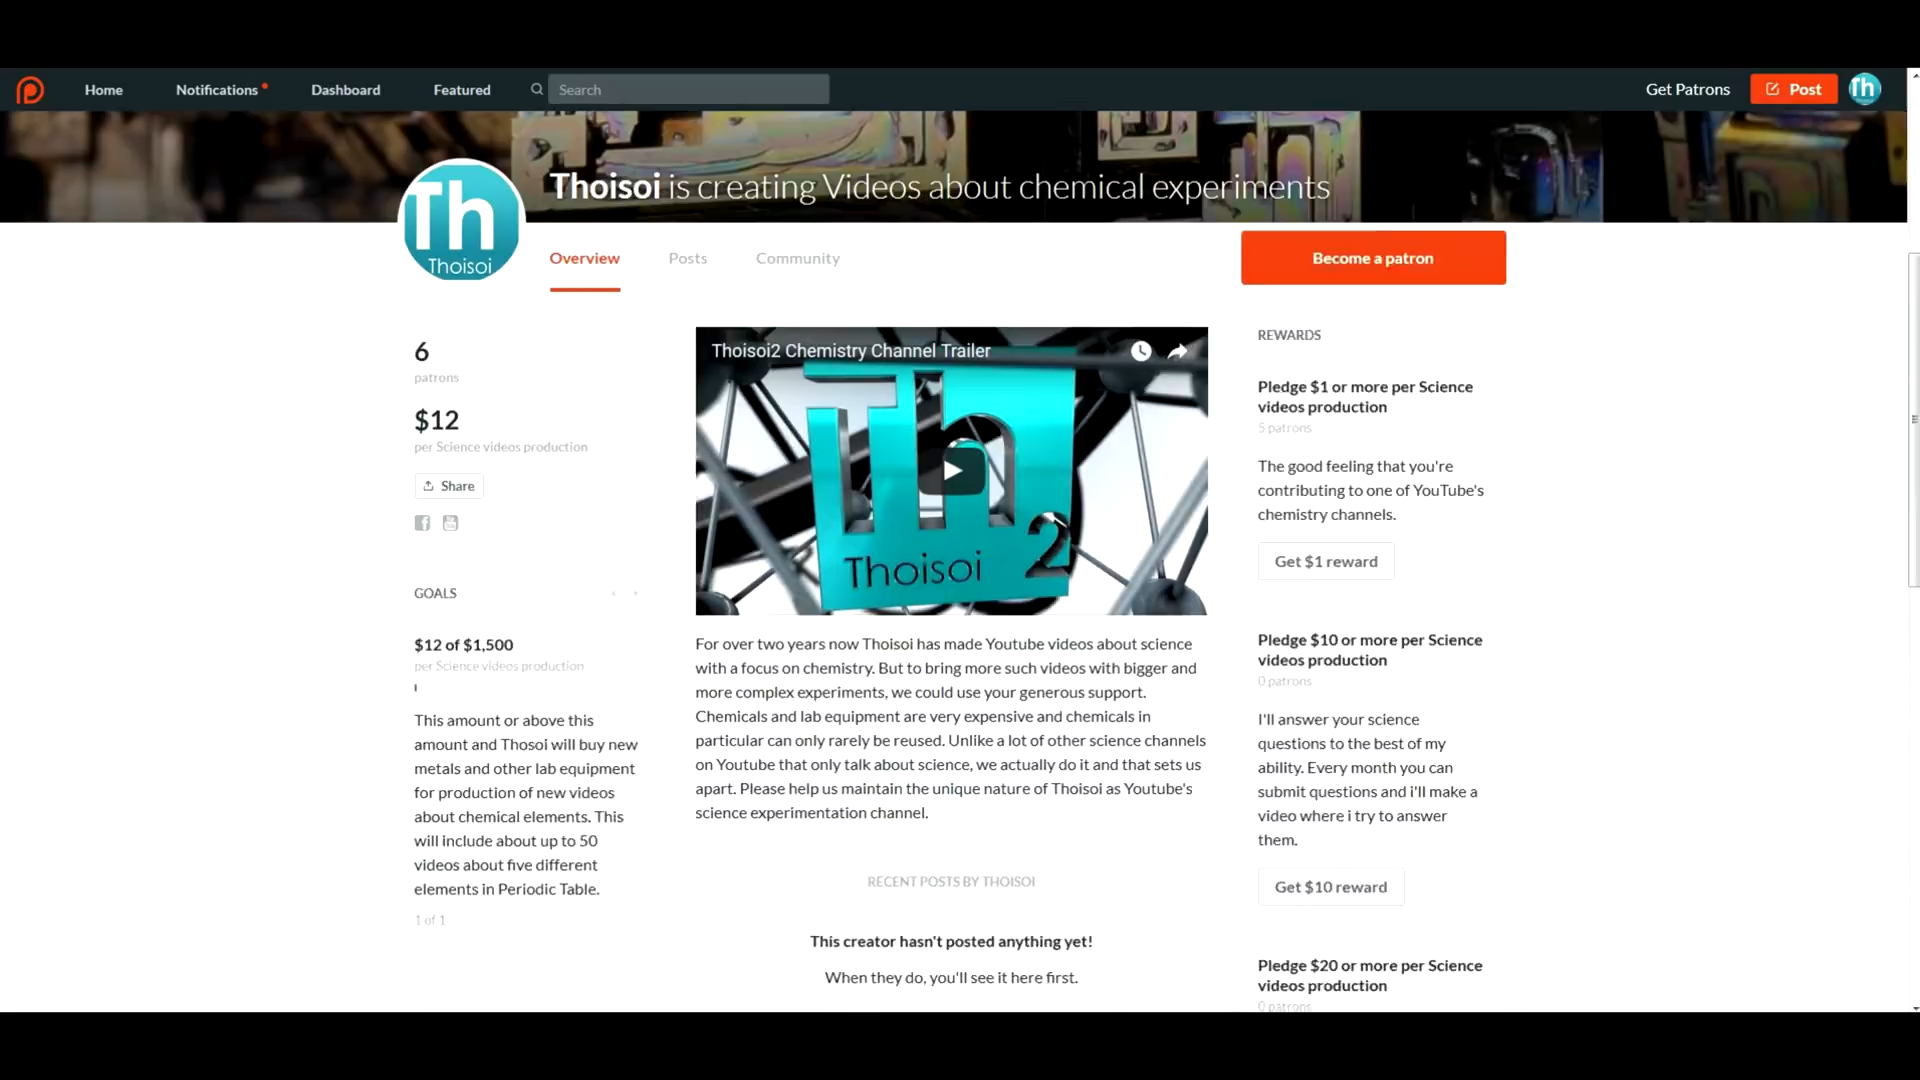 Home
Notifications
Dashboard
Featured
Search
Get Patrons
Post
Th
Thoisoi is creating Videos about chemical experiments
Th
Thoisoi
Overview
Posts
Community
Become a patron
6
patrons
$12
per Science videos production
Share
GOALS
$12 of $1,500
per Science videos production
This amount or above this
amount and Thosoi will buy new
metals and other lab equipment
for production of new videos
about chemical elements. This
will include about up to 50
videos about five different
elements in Periodic Table.
1 of 1
Thoisoi2 Chemistry Channel Trailer
Th
Thoisoi 2
For over two years now Thoisoi has made Youtube videos about science
with a focus on chemistry. But to bring more such videos with bigger and
more complex experiments, we could use your generous support.
Chemicals and lab equipment are very expensive and chemicals in
particular can only rarely be reused. Unlike a lot of other science channels
on Youtube that only talk about science, we actually do it and that sets us
apart. Please help us maintain the unique nature of Thoisoi as Youtube's
science experimentation channel.
RECENT POSTS BY THOISOI
This creator hasn't posted anything yet!
When they do, you'll see it here first.
REWARDS
Pledge $1 or more per Science
videos production
5 patrons
The good feeling that you're
contributing to one of YouTube's
chemistry channels.
Get $1 reward
Pledge $10 or more per Science
videos production
0 patrons
I'll answer your science
questions to the best of my
ability. Every month you can
submit questions and i'll make a
video where i try to answer
them.
Get $10 reward
Pledge $20 or more per Science
videos production
0 patrons